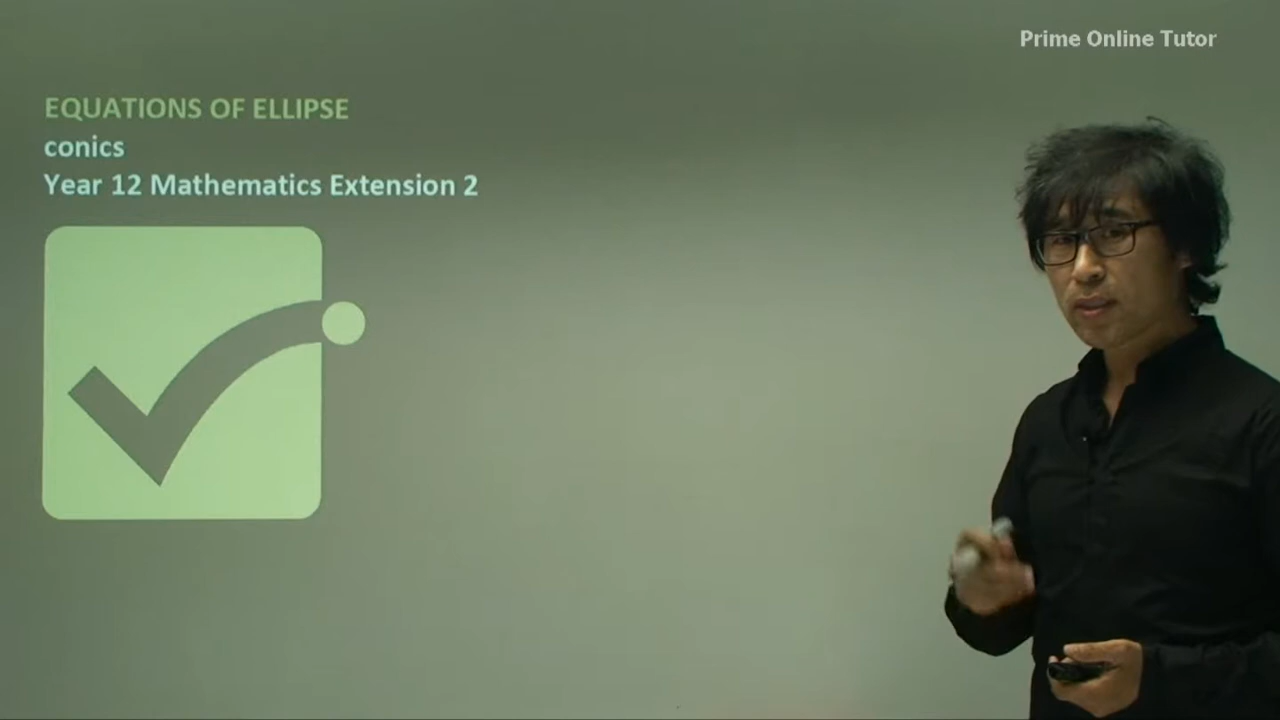 Prime Online Tutor
EQUATIONS OF ELLIPSE
conics
Year 12 Mathematics Extension 2